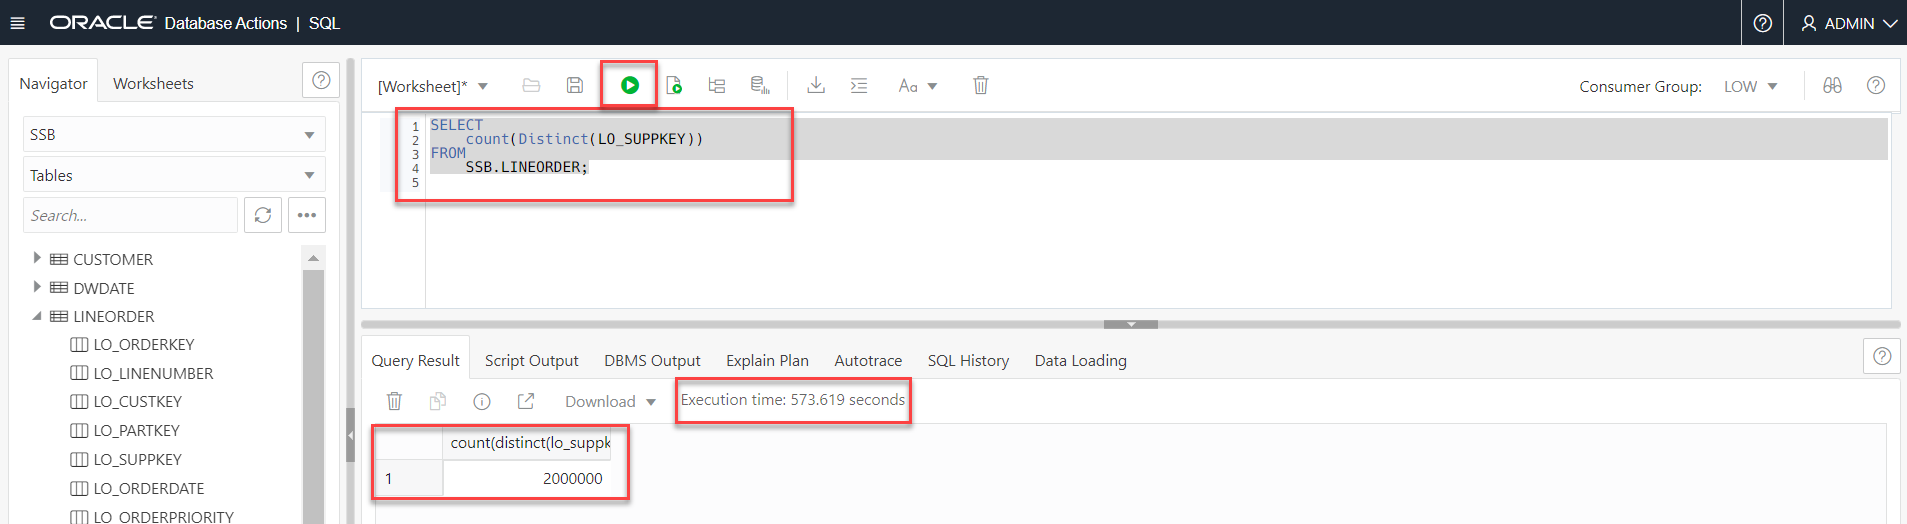 ORACLE Database Actions | SQL
ADMIN
Navigator
Worksheets
SSB
Tables
Search...
CUSTOMER
DWDATE
LINEORDER
LO_ORDERKEY
LO_LINENUMBER
LO_CUSTKEY
LO_PARTKEY
LO_SUPPKEY
LO_ORDERDATE
LO_ORDERPRIORITY
[Worksheet]*
Aa
Consumer Group: LOW
1 SELECT
2 count(Distinct(LO_SUPPKEY))
3 FROM
4 SSB.LINEORDER;
5
Query Result
Script Output
DBMS Output
Explain Plan
Autotrace
SQL History
Data Loading
Download
Execution time: 573.619 seconds
count(distinct(lo_suppk
1 2000000